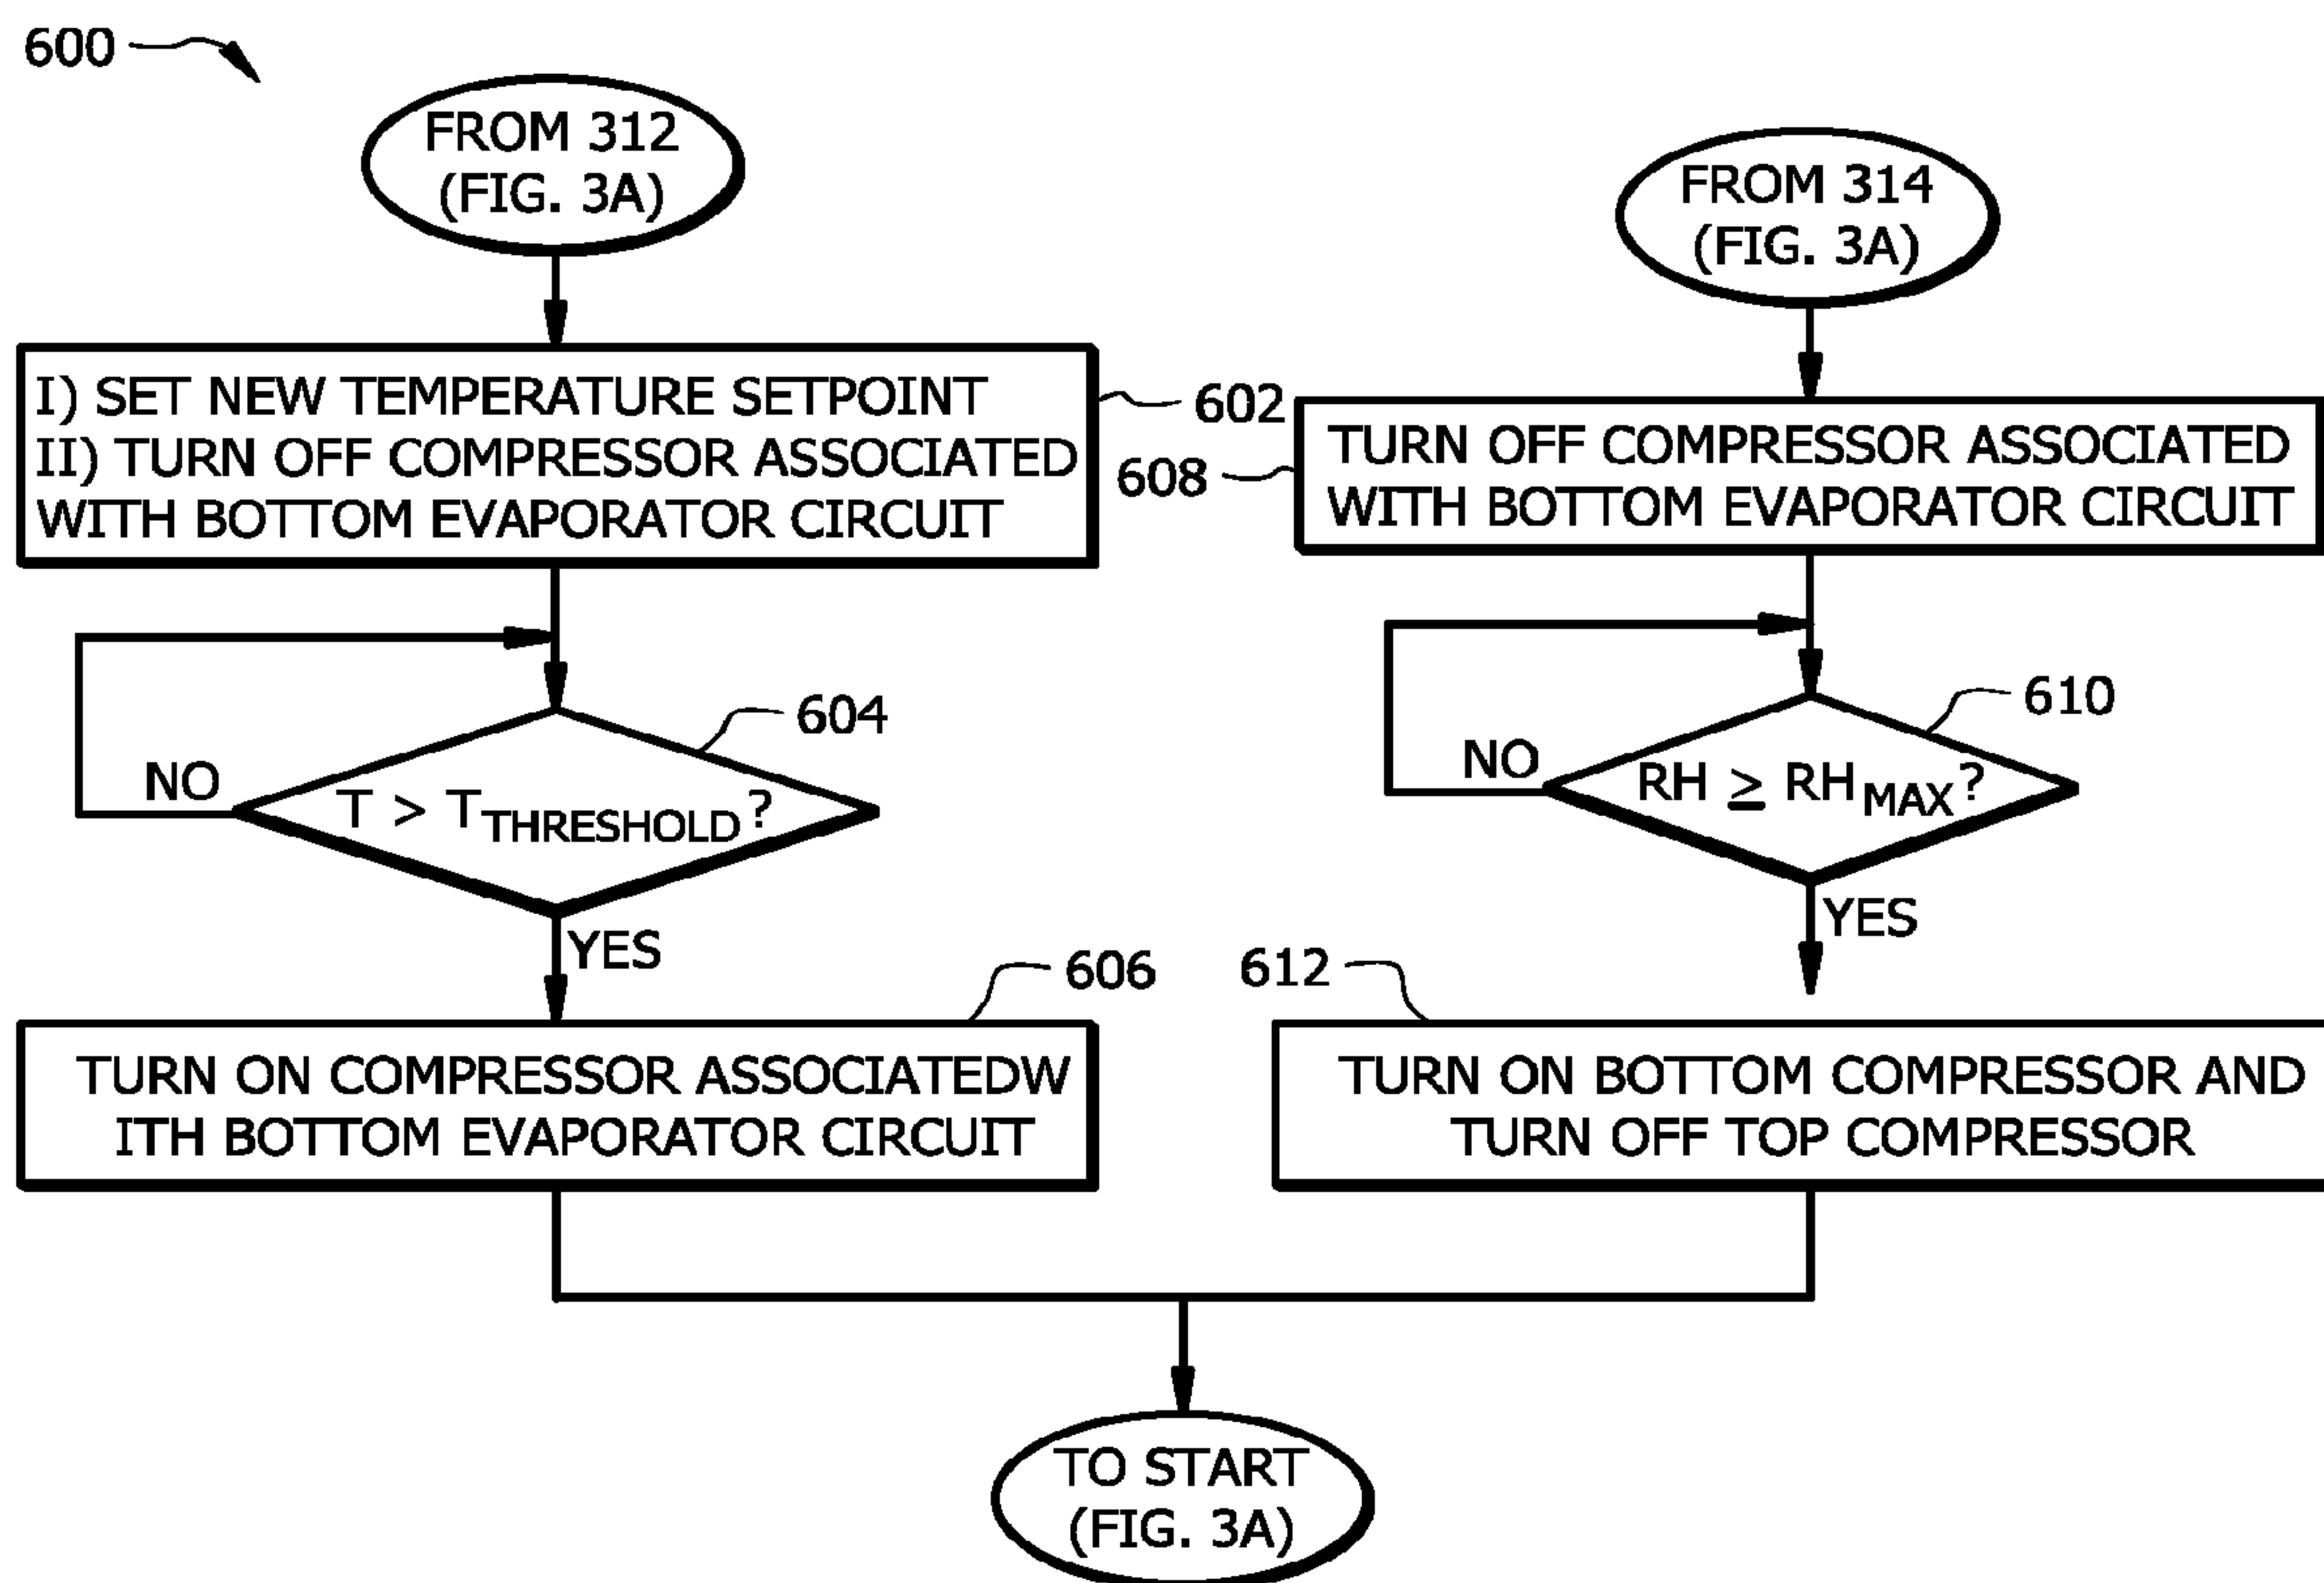 600
FROM 312
(FIG. 3A)
I) SET NEW TEMPERATURE SETPOINT
II) TURN OFF COMPRESSOR ASSOCIATED
WITH BOTTOM EVAPORATOR CIRCUIT
602
NO
T > T THRESHOLD ?
604
YES
606
TURN ON COMPRESSOR ASSOCIATEDW
ITH BOTTOM EVAPORATOR CIRCUIT
FROM 314
(FIG. 3A)
608
TURN OFF COMPRESSOR ASSOCIATED
WITH BOTTOM EVAPORATOR CIRCUIT
NO
RH ≥ RH MAX ?
610
YES
612
TURN ON BOTTOM COMPRESSOR AND
TURN OFF TOP COMPRESSOR
TO START
(FIG. 3A)